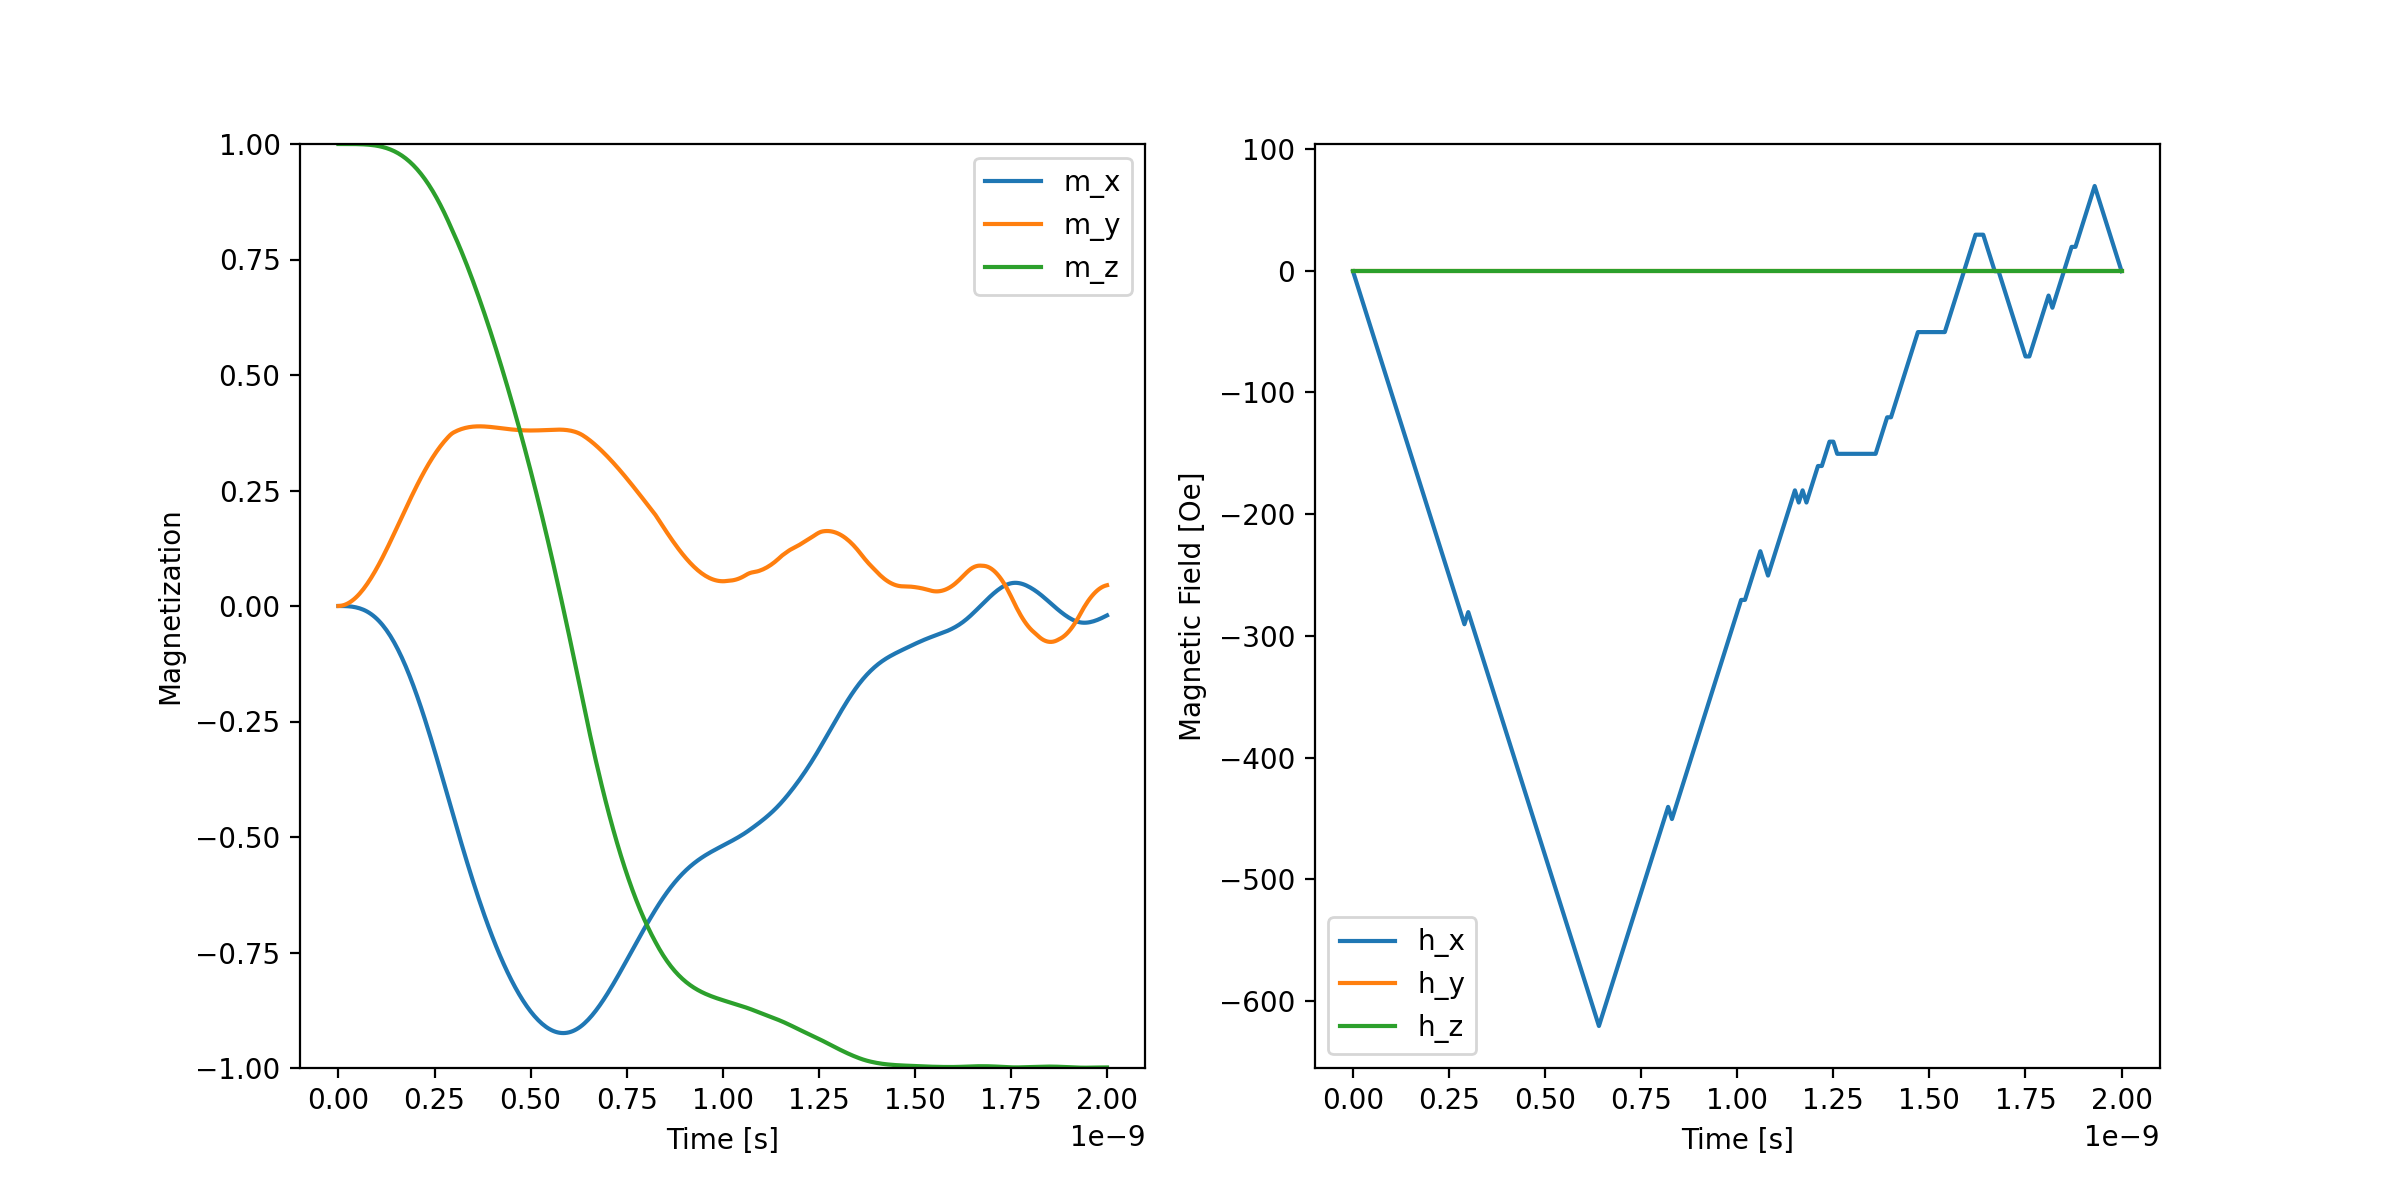 1.00
0.75
0.50
0.25
0.00
−0.25
−0.50
−0.75
−1.00
Magnetization
m_x
m_y
m_z
0.00 0.25 0.50 0.75 1.00 1.25 1.50 1.75 2.00
Time [s]
1e−9
100
0
−100
−200
−300
−400
−500
−600
Magnetic Field [Oe]
h_x
h_y
h_z
0.00 0.25 0.50 0.75 1.00 1.25 1.50 1.75 2.00
Time [s]
1e−9